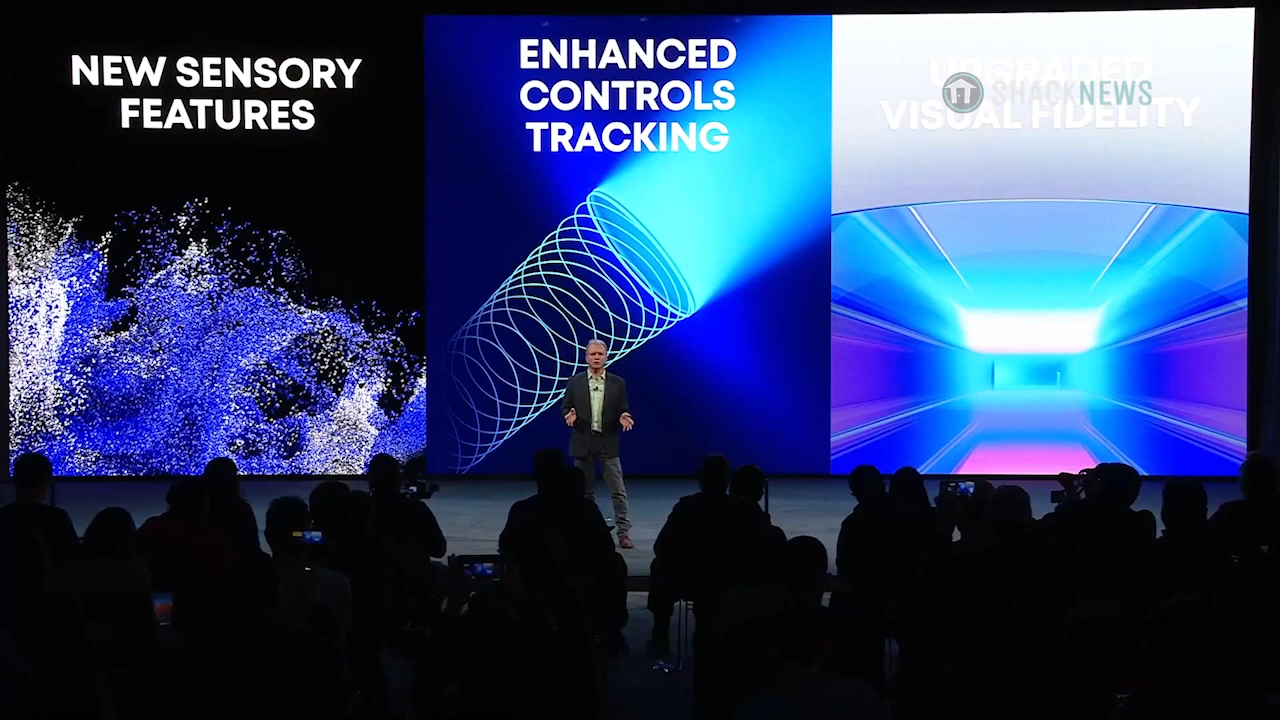 NEW SENSORY
FEATURES
ENHANCED
CONTROLS
TRACKING
UPGRADED
VISUAL FIDELITY
SHACKNEWS